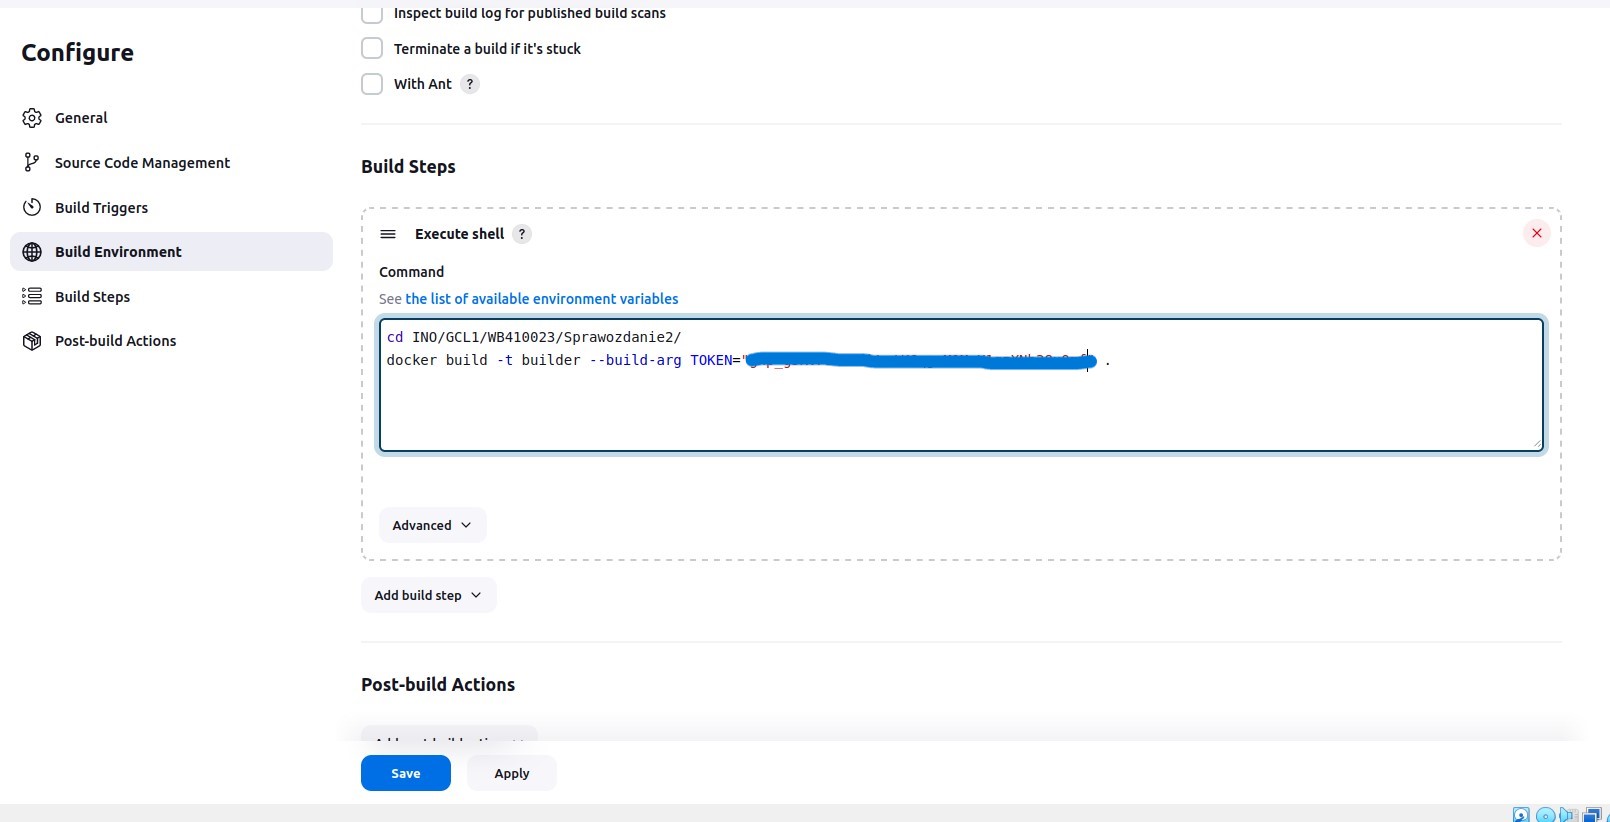 Inspect build log for published build scans
Configure
Terminate a build if it's stuck
With Ant ?
General
Source Code Management
Build Triggers
Build Environment
Build Steps
Post-build Actions
Build Steps
Execute shell ?
Command
See the list of available environment variables
cd INO/GCL1/WB410023/Sprawozdanie2/
docker build -t builder --build-arg TOKEN=" .
Advanced
Add build step
Post-build Actions
Save
Apply